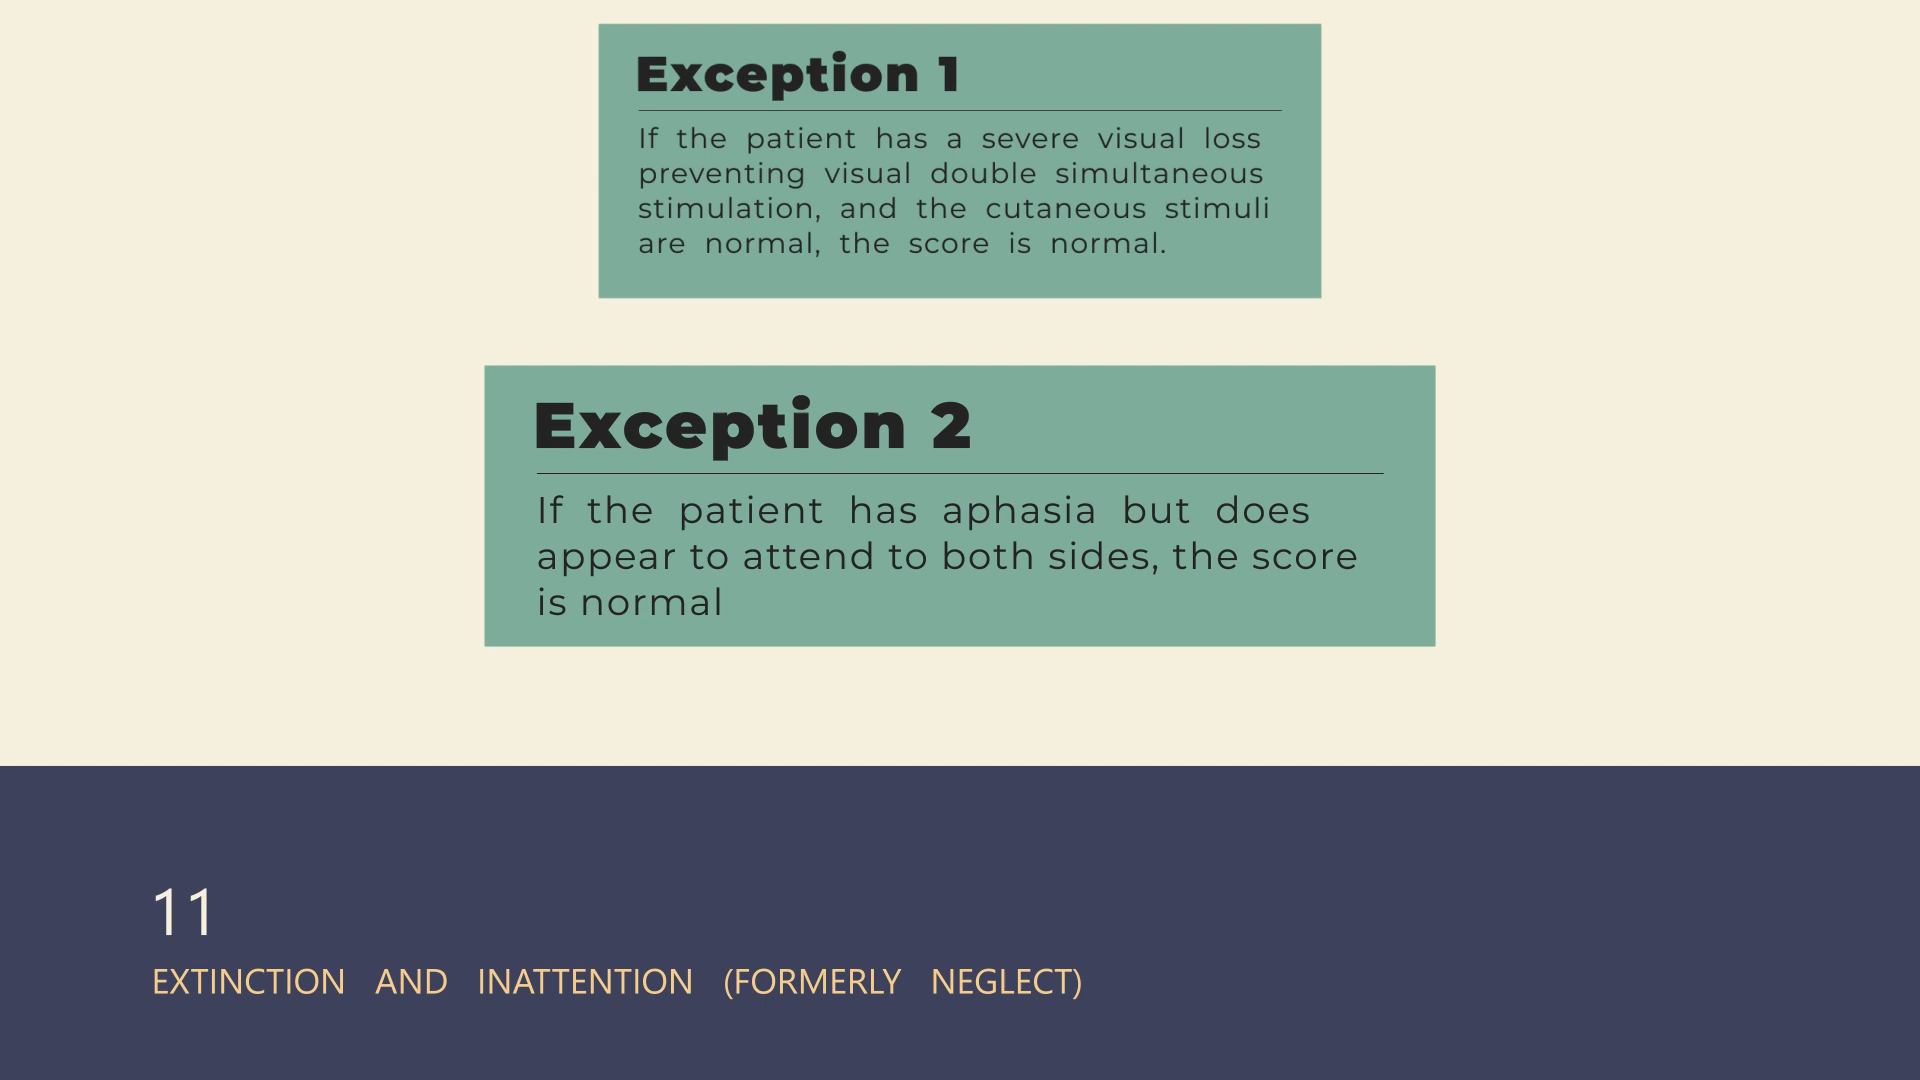 Exception 1
If the patient has a severe visual loss
preventing visual double simultaneous
stimulation, and the cutaneous stimuli
are normal, the score is normal.
Exception 2
If the patient has aphasia but does
appear to attend to both sides, the score
is normal
11
EXTINCTION AND INATTENTION (FORMERLY NEGLECT)